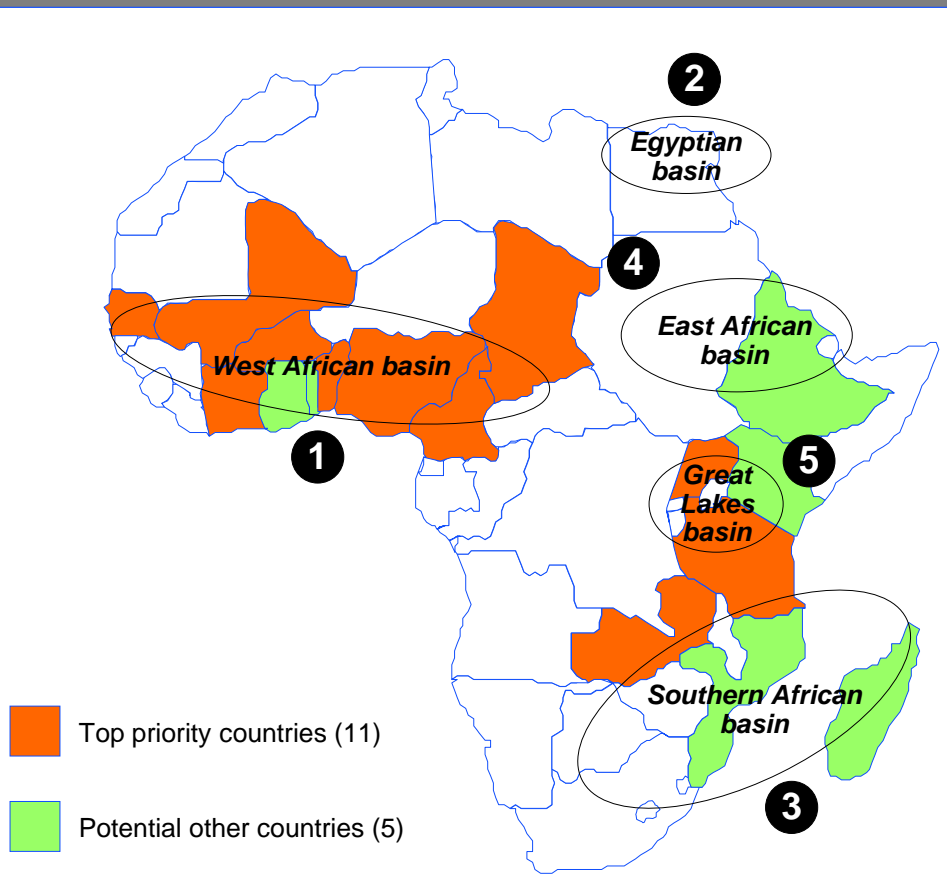 2
Egyptian
basin
4
East African
basin
West African basin
1
5
Great
Lakes
basin
Southern African
basin
3
Top priority countries (11)
Potential other countries (5)